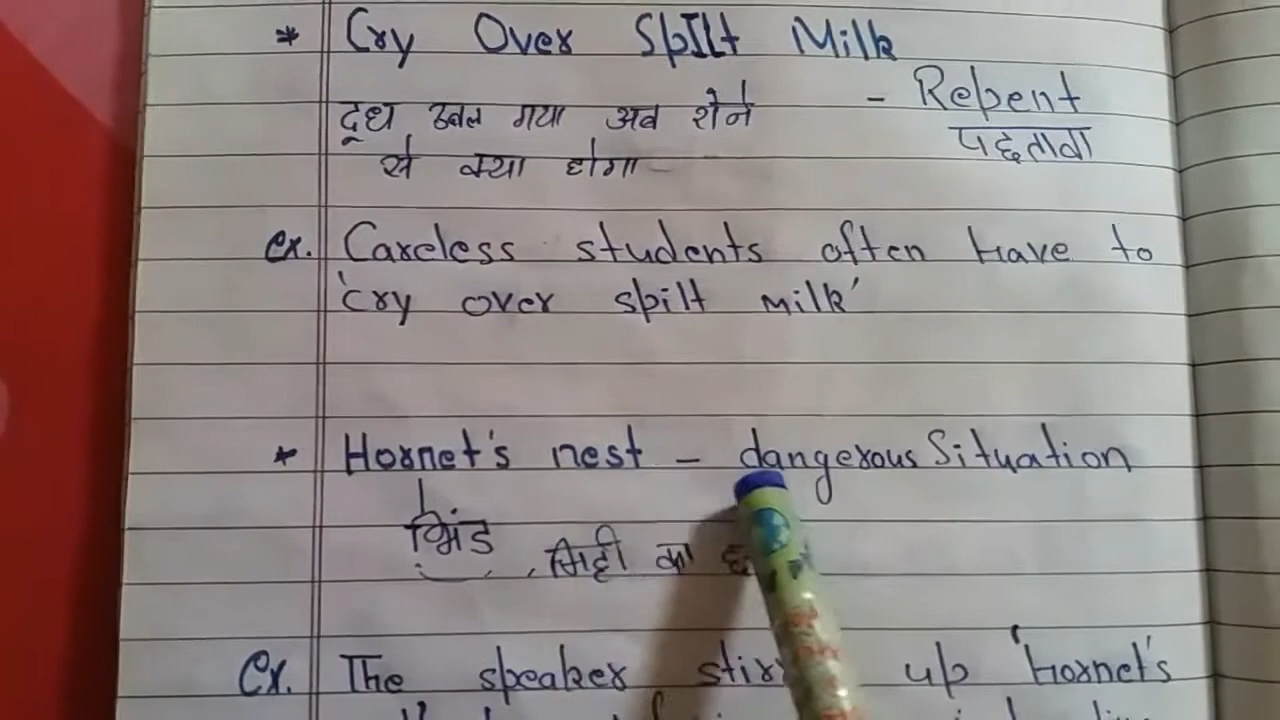 * Cry Over Spilt Milk
दूध उबल गया अब रोने - Repent
से क्या होगा पछतावा
ex. Careless students often have to
'cry over spilt milk'
* Hornet's nest - dangerous Situation
भिंड, मिट्टी का
Ex. The speaker up 'hornet's